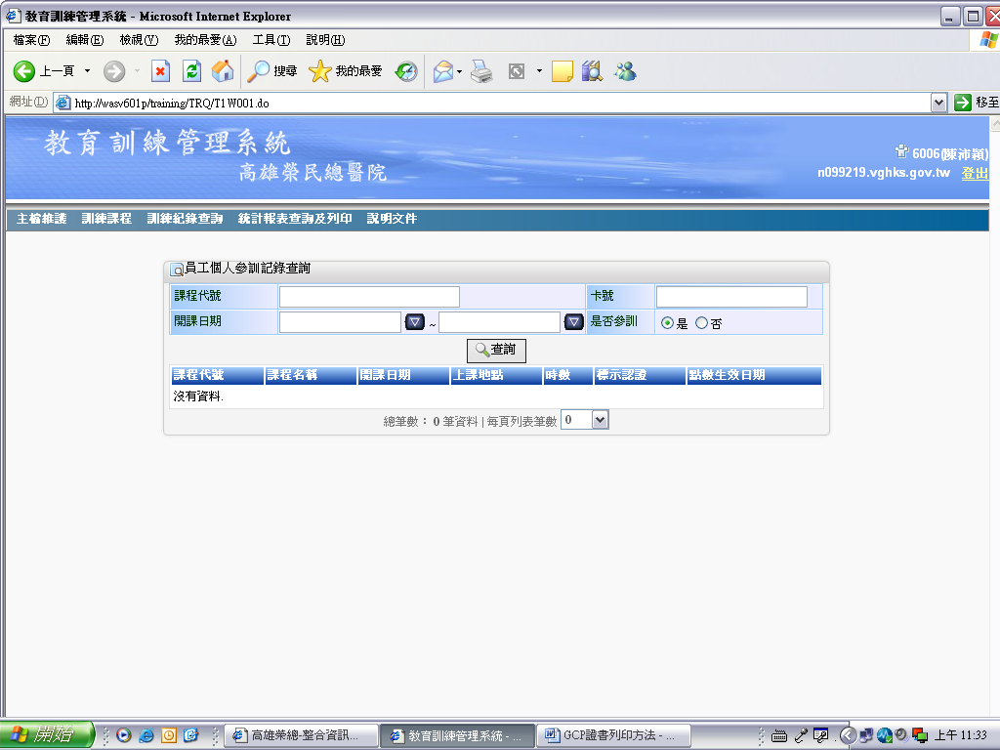 教育訓練管理系統 - Microsoft Internet Explorer
檔案(F) 編輯(E) 檢視(V) 我的最愛(A) 工具(T) 說明(H)
上一頁 搜尋 我的最愛
網址(D) http://wasv601p/training/TRQ/T1W001.do 移至
教育訓練管理系統
高雄榮民總醫院
6006(陳沛穎)
n099219.vghks.gov.tw 登出
主檔維護 訓練課程 訓練紀錄查詢 統計報表查詢及列印 說明文件
員工個人參訓記錄查詢
課程代號 卡號
開課日期 ~ 是否參訓 是 否
查詢
課程代號 課程名稱 開課日期 上課地點 時數 標示認證 點數生效日期
沒有資料.
總筆數： 0 筆資料 | 每頁列表筆數 0
開始 高雄榮總-整合資訊... 教育訓練管理系統 - ... GCP證書列印方法 - ... 上午 11:33